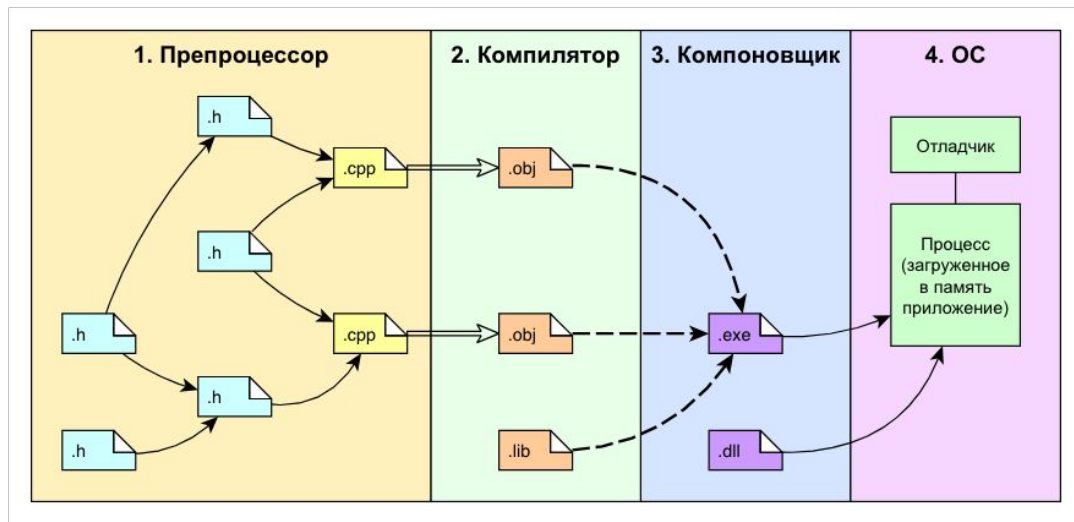 1. Препроцессор
2. Компилятор
3. Компоновщик
4. ОС
.h
.cpp
.obj
Отладчик
.h
Процесс
(загруженное
в память
приложение)
.h
.cpp
.obj
.exe
.h
.h
.lib
.dll